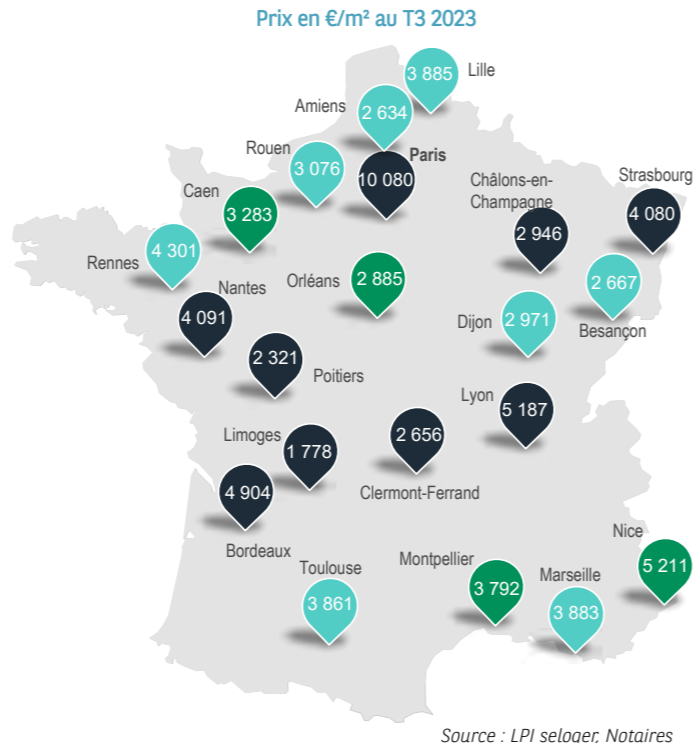 Prix en €/m² au T3 2023
3 885
Lille
Amiens
2 634
Rouen
3 076
Paris
10 080
Caen
3 283
Châlons-en-
Champagne
2 946
Strasbourg
4 080
Rennes
4 301
Nantes
4 091
Orléans
2 885
Dijon
2 971
2 667
Besançon
2 321
Poitiers
Lyon
5 187
Limoges
1 778
2 656
Clermont-Ferrand
4 904
Bordeaux
Toulouse
3 861
Montpellier
3 792
Marseille
3 883
Nice
5 211
Source : LPI seloger, Notaires